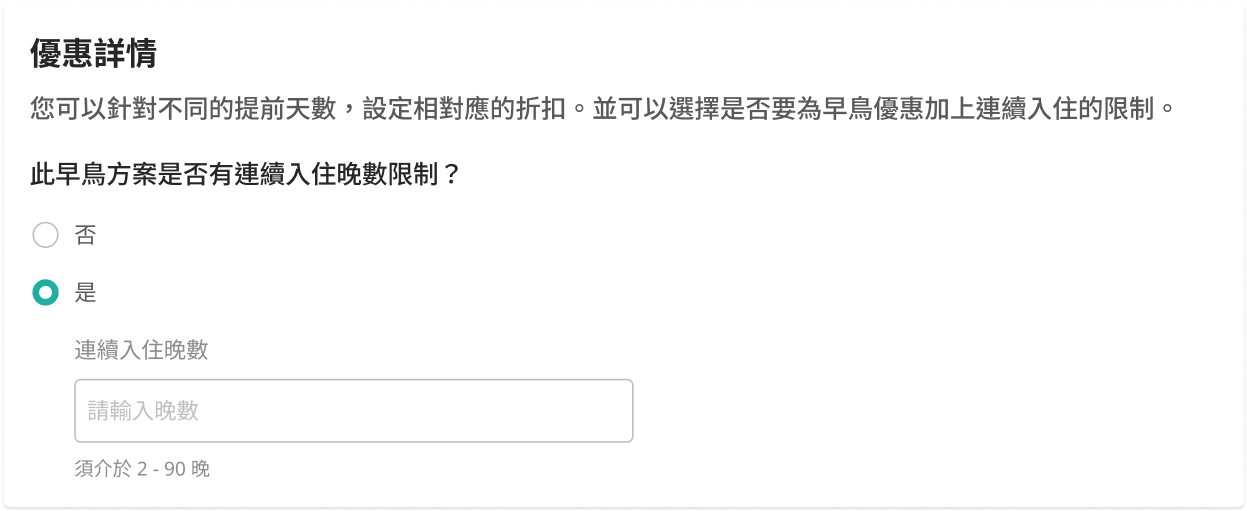 優惠詳情
您可以針對不同的提前天數，設定相對應的折扣。並可以選擇是否要為早鳥優惠加上連續入住的限制。
此早鳥方案是否有連續入住晚數限制？
否
是
連續入住晚數
請輸入晚數
須介於 2 - 90 晚